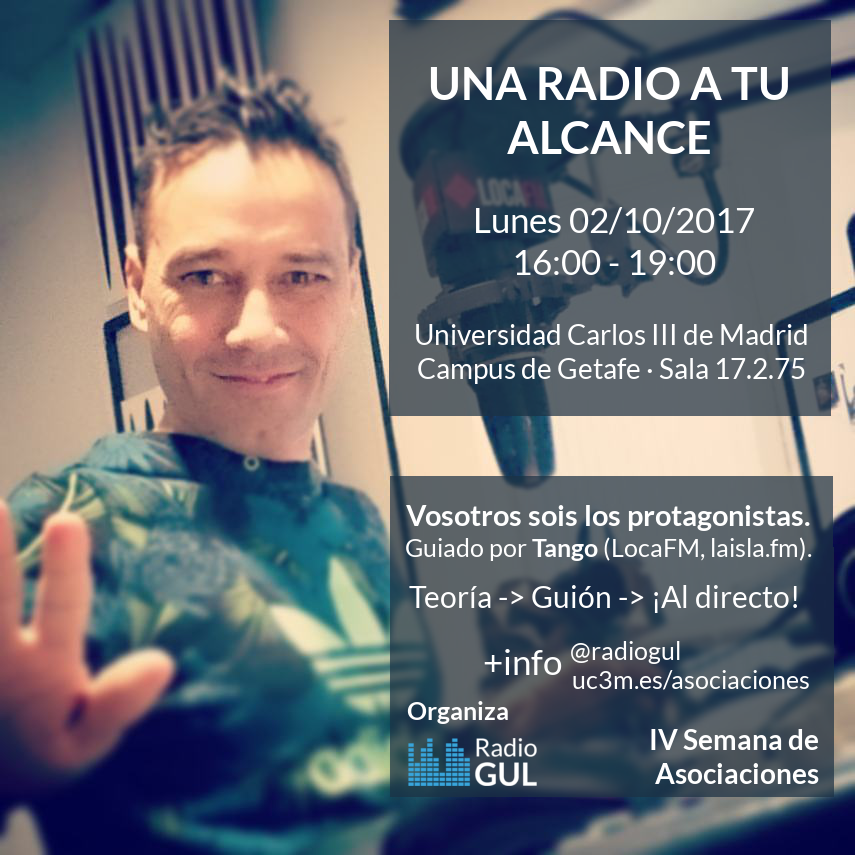 UNA RADIO A TU
ALCANCE
LOCAFM
Lunes 02/10/2017
16:00 - 19:00
Universidad Carlos III de Madrid
Campus de Getafe · Sala 17.2.75
Vosotros sois los protagonistas.
Guiado por Tango (LocaFM, laisla.fm).
Teoría -> Guión -> ¡Al directo!
+info @radiogul
uc3m.es/asociaciones
Organiza
Radio
GUL
IV Semana de
Asociaciones